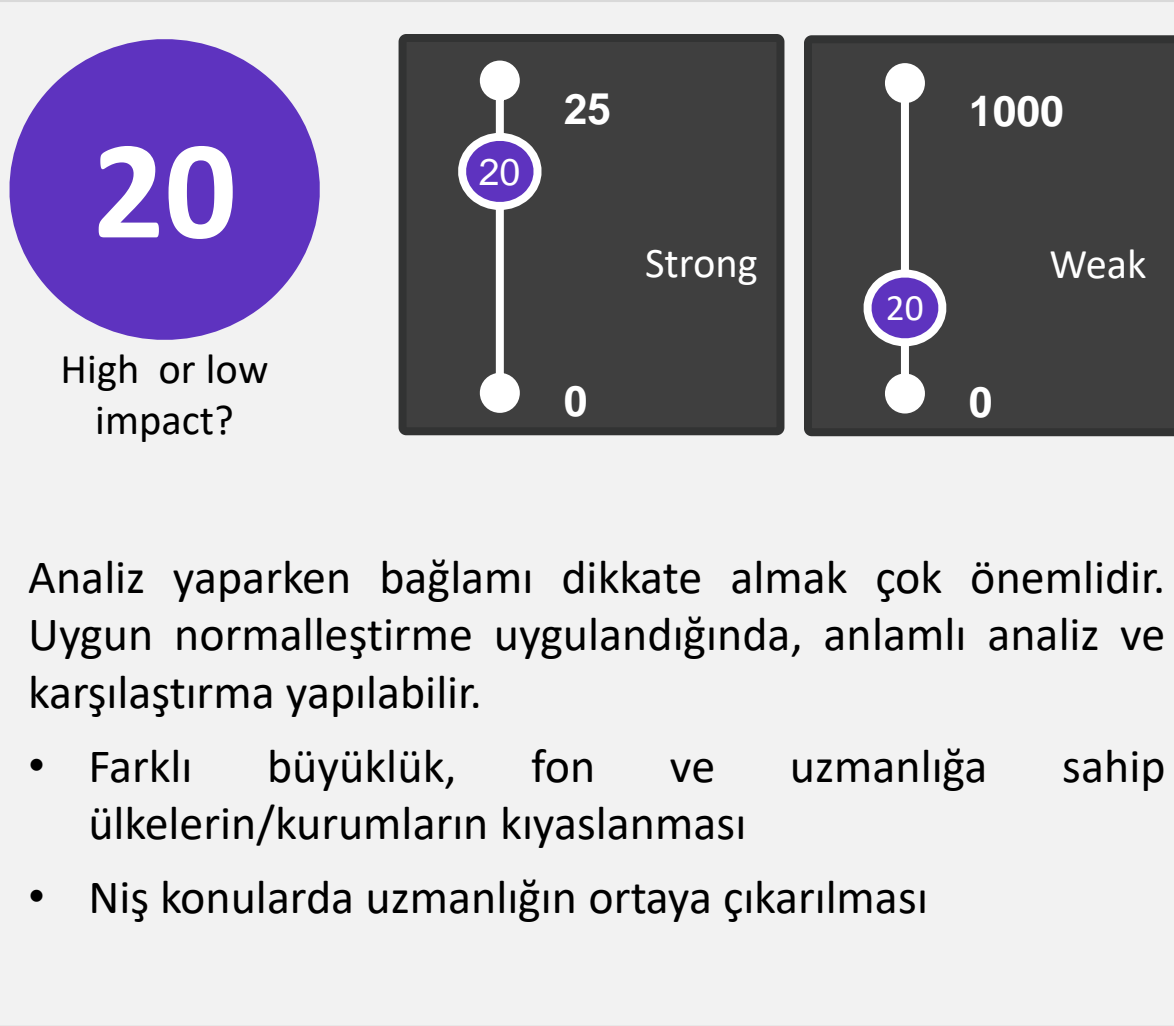 20
High or low
impact?
25
20
Strong
0
1000
Weak
20
0
Analiz yaparken bağlamı dikkate almak çok önemlidir.
Uygun normalleştirme uygulandığında, anlamlı analiz ve
karşılaştırma yapılabilir.
• Farklı büyüklük, fon ve uzmanlığa sahip
ülkelerin/kurumların kıyaslanması
• Niş konularda uzmanlığın ortaya çıkarılması